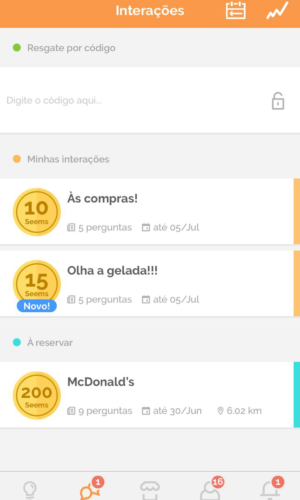 Interações
Resgate por código
Digite o código aqui...
Minhas interações
10
Seems
Às compras!
5 perguntas até 05/Jul
15
Seems
Novo!
Olha a gelada!!!
5 perguntas até 05/Jul
À reservar
200
Seems
McDonald's
9 perguntas até 30/Jun 6.02 km
1
16
1